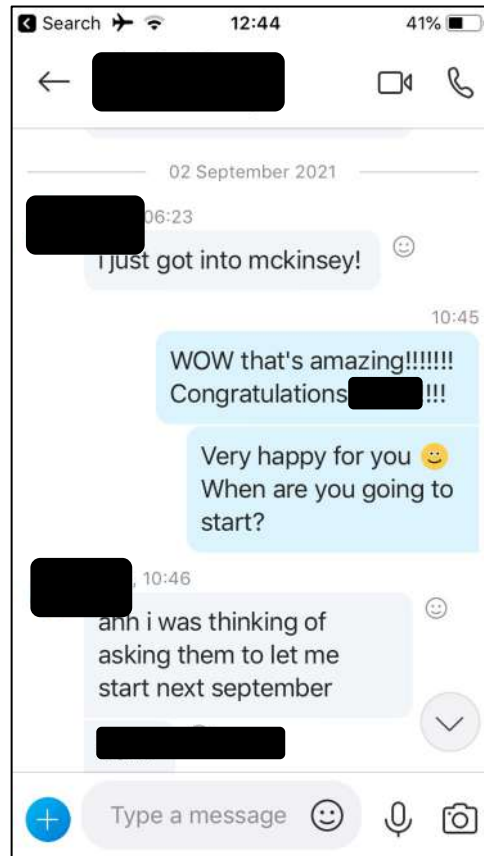 Search 12:44 41%
02 September 2021
06:23
I just got into mckinsey!
10:45
WOW that's amazing!!!!!!!
Congratulations !!!
Very happy for you 🙂
When are you going to
start?
, 10:46
ahh i was thinking of
asking them to let me
start next september
Type a message